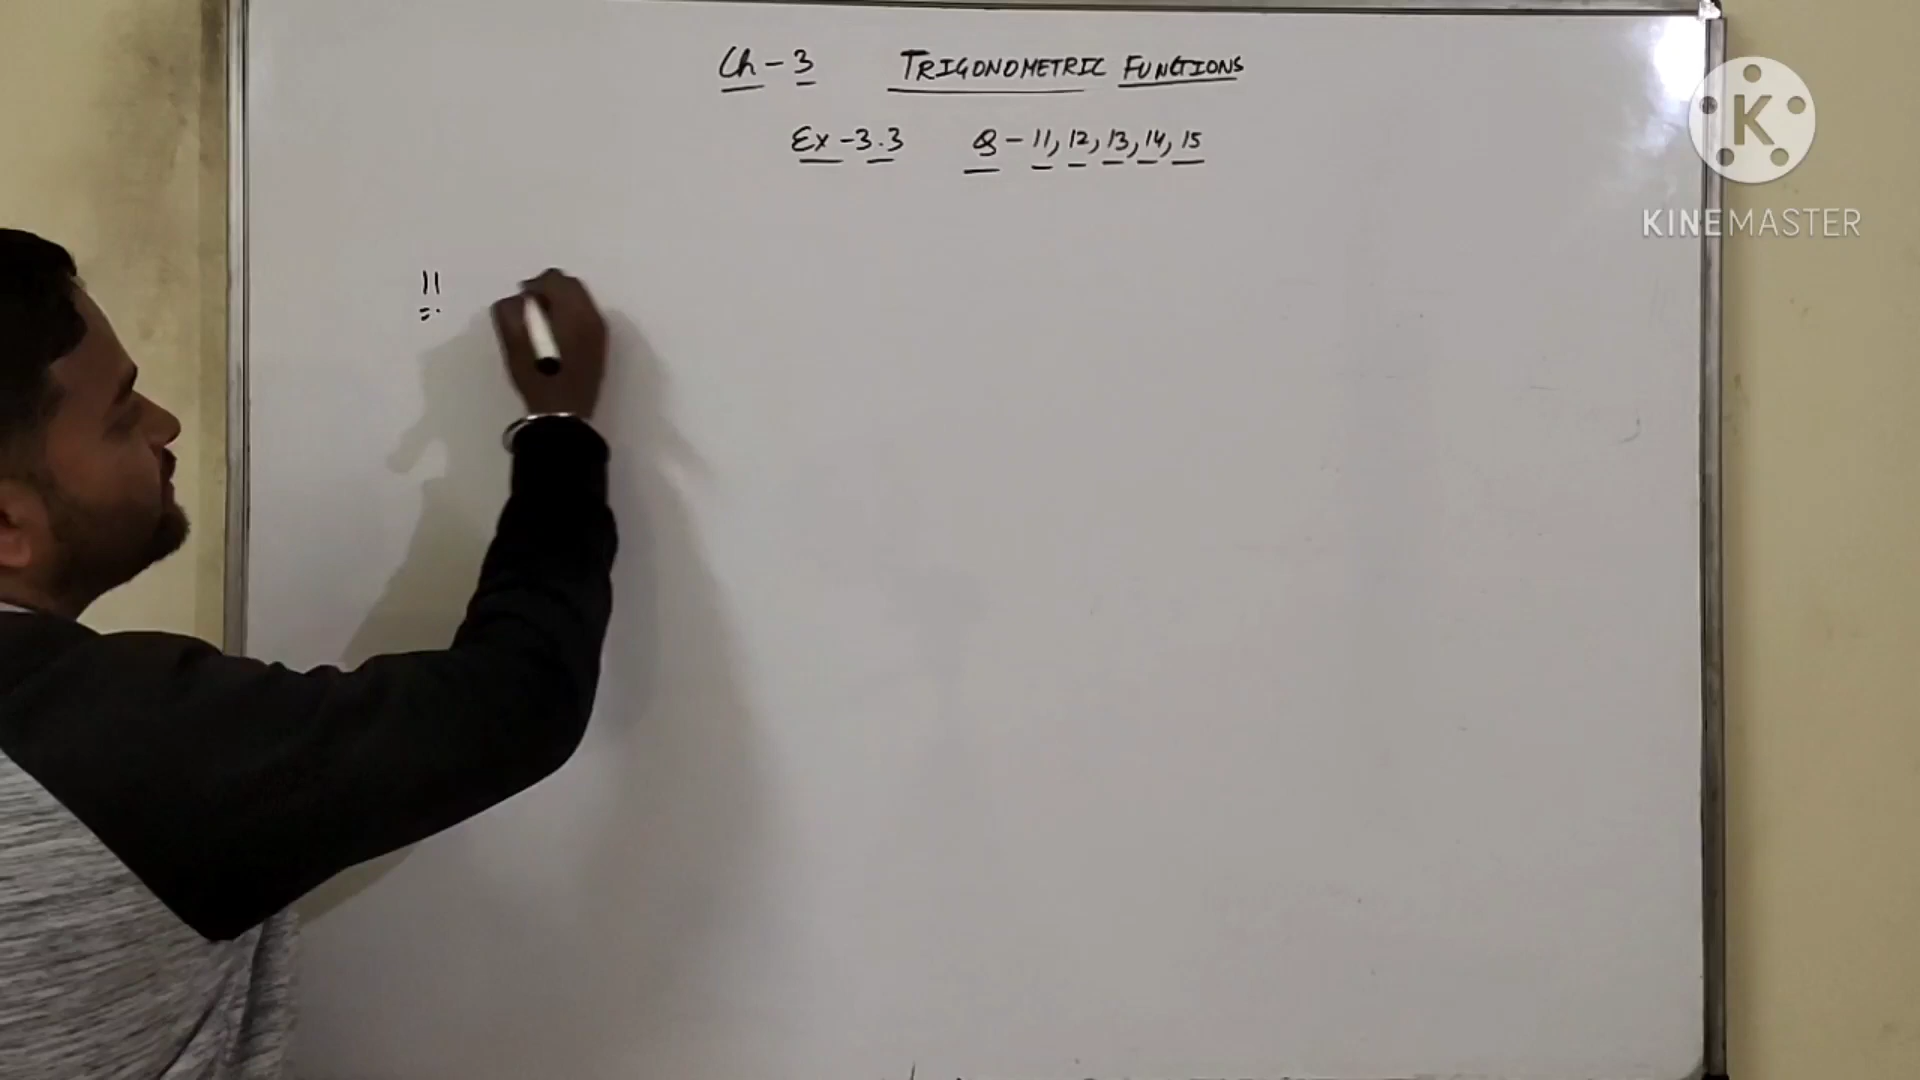 Ch - 3 TRIGONOMETRIC FUNCTIONS
Ex - 3.3 Q - 11, 12, 13, 14, 15
11
K
KINEMASTER